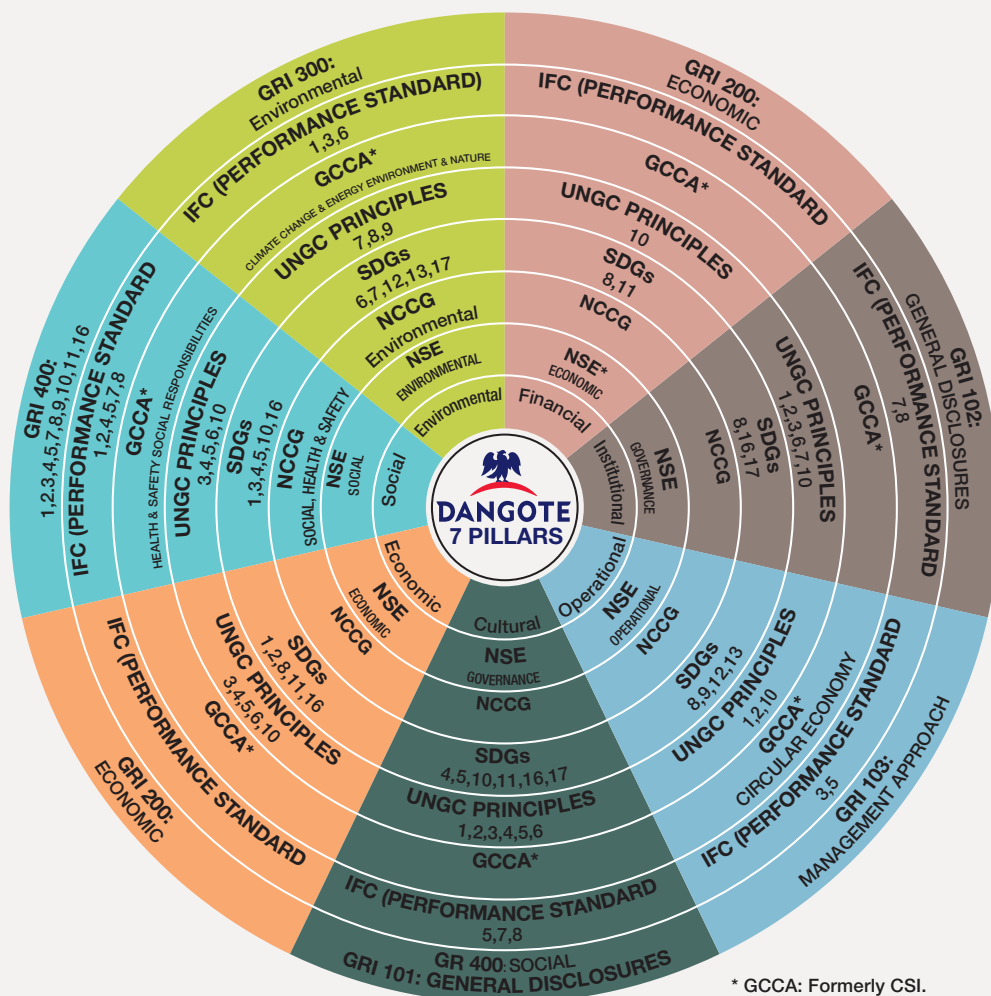 GRI 300:
Environmental
IFC (PERFORMANCE STANDARD)
1,3,6
GCCA*
CLIMATE CHANGE & ENERGY ENVIRONMENT & NATURE
UNGC PRINCIPLES
7,8,9
SDGs
6,7,12,13,17
NCCG
Environmental
NSE
ENVIRONMENTAL
Environmental
GRI 200:
ECONOMIC
IFC (PERFORMANCE STANDARD
GCCA*
UNGC PRINCIPLES
10
SDGs
8,11
NCCG
NSE*
ECONOMIC
Financial
GRI 102:
GENERAL DISCLOSURES
IFC (PERFORMANCE STANDARD
7,8
GCCA*
UNGC PRINCIPLES
1,2,3,6,7,10
SDGs
8,16,17
NCCG
NSE
GOVERNANCE
Institutional
Operational
NSE
OPERATIONAL
NCCG
SDGs
8,9,12,13
UNGC PRINCIPLES
1,2,10
GCCA*
CIRCULAR ECONOMY
IFC (PERFORMANCE STANDARD
3,5
GRI 103:
MANAGEMENT APPROACH
Cultural
NSE
GOVERNANCE
NCCG
SDGs
4,5,10,11,16,17
UNGC PRINCIPLES
1,2,3,4,5,6
GCCA*
IFC (PERFORMANCE STANDARD
5,7,8
GR 400: SOCIAL
GRI 101: GENERAL DISCLOSURES
Economic
NSE
ECONOMIC
NCCG
SDGs
1,2,8,11,16
UNGC PRINCIPLES
3,4,5,6,10
GCCA*
IFC (PERFORMANCE STANDARD
GRI 200:
ECONOMIC
GRI 400:
1,2,3,4,5,7,8,9,10,11,16
IFC (PERFORMANCE STANDARD
1,2,4,5,7,8
GCCA*
HEALTH & SAFETY SOCIAL RESPONSIBILITIES
UNGC PRINCIPLES
3,4,5,6,10
SDGs
1,3,4,5,10,16
NCCG
SOCIAL, HEALTH & SAFETY
NSE
SOCIAL
Social
DANGOTE
7 PILLARS
* GCCA: Formerly CSI.